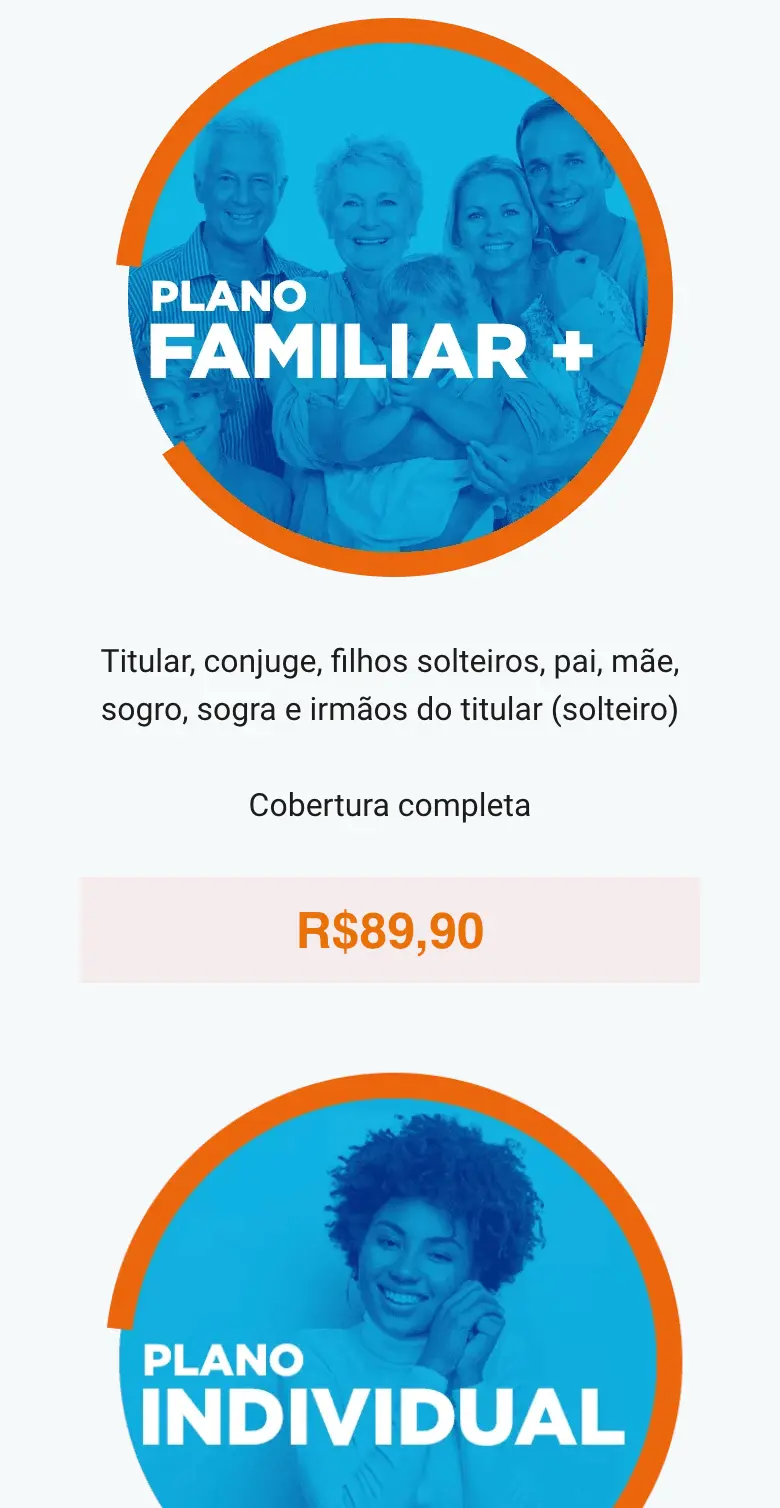 PLANO
FAMILIAR +
Titular, conjuge, filhos solteiros, pai, mãe,
sogro, sogra e irmãos do titular (solteiro)
Cobertura completa
R$89,90
PLANO
INDIVIDUAL